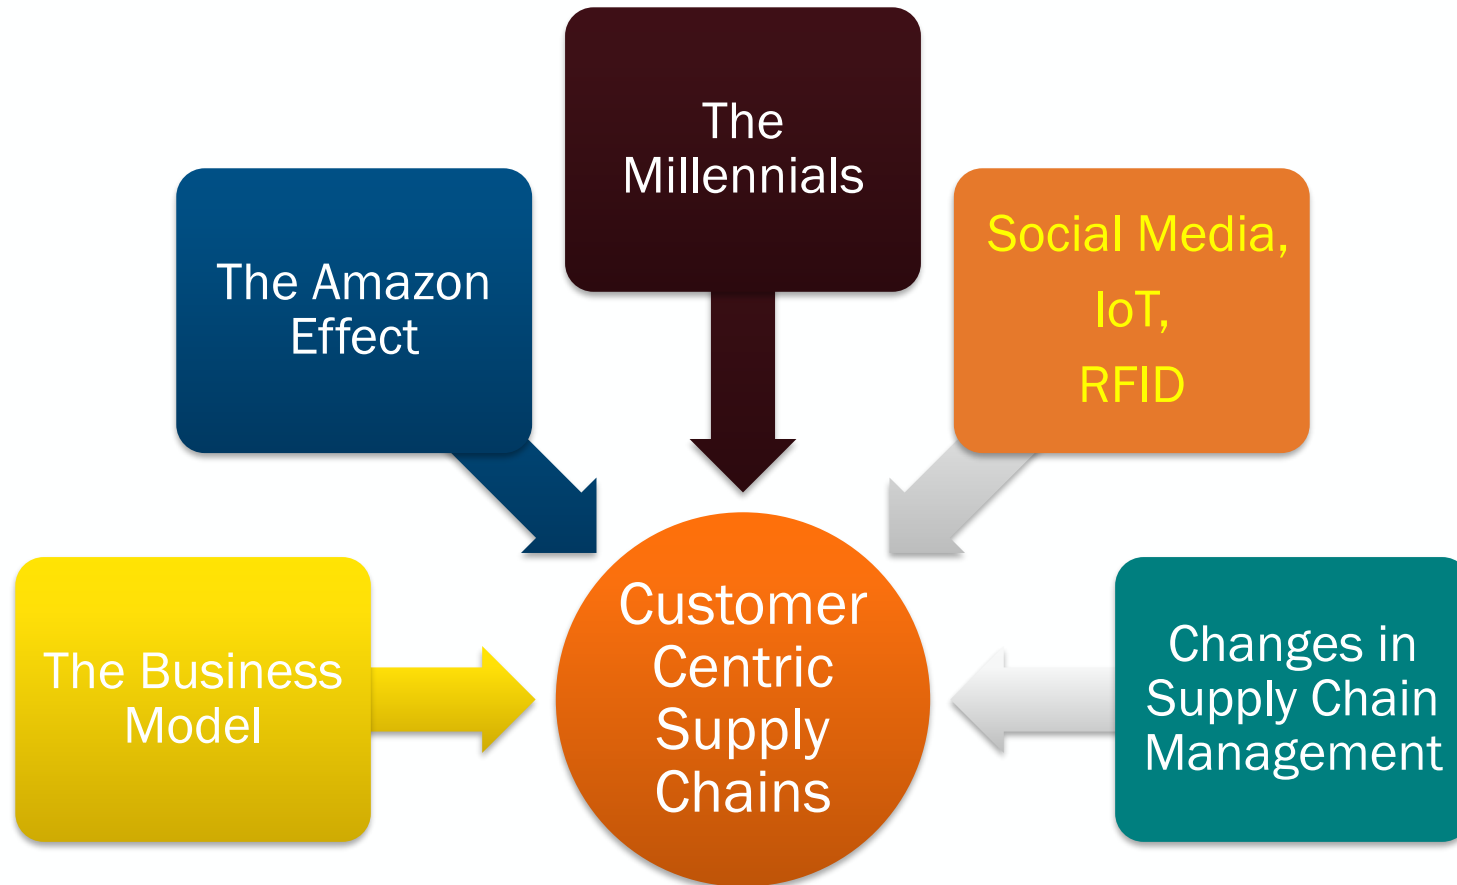 The Business
Model
The Amazon
Effect
The
Millennials
Social Media,
IoT,
RFID
Changes in
Supply Chain
Management
Customer
Centric
Supply
Chains